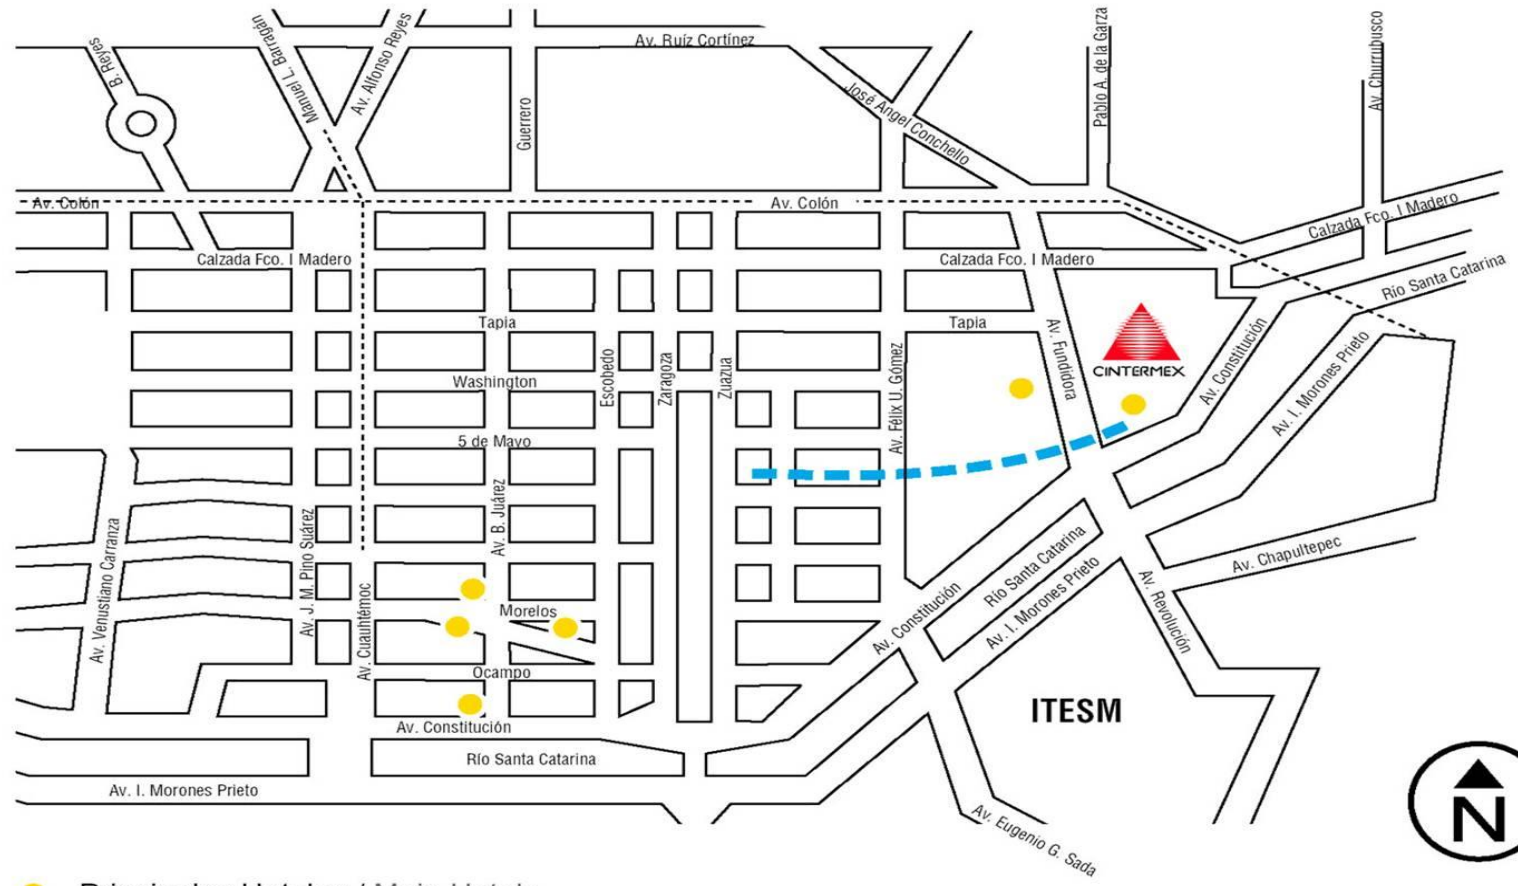 B. Reyes
Manuel L. Barragán
Av. Alfonso Reyes
Guerrero
Av. Ruíz Cortínez
José Angel Conchello
Pablo A. de la Garza
Av. Churrubusco
Av. Colón
Av. Colón
Calzada Fco. I Madero
Calzada Fco. I Madero
Calzada Fco. I Madero
Río Santa Catarina
Tapia
Tapia
Av. Fundidora
CINTERMEX
Av. Constitución
Av. I. Morones Prieto
Washington
Escobedo
Zaragoza
Zuazua
Av. Félix U. Gómez
5 de Mayo
Av. B. Juárez
Av. J. M. Pino Suárez
Av. Venustiano Carranza
Av. Cuauhtémoc
Morelos
Ocampo
Av. Constitución
Río Santa Catarina
Av. I. Morones Prieto
Av. Constitución
Río Santa Catarina
Av. I. Morones Prieto
Av. Chapultepec
Av. Revolución
ITESM
Av. Eugenio G. Sada
N